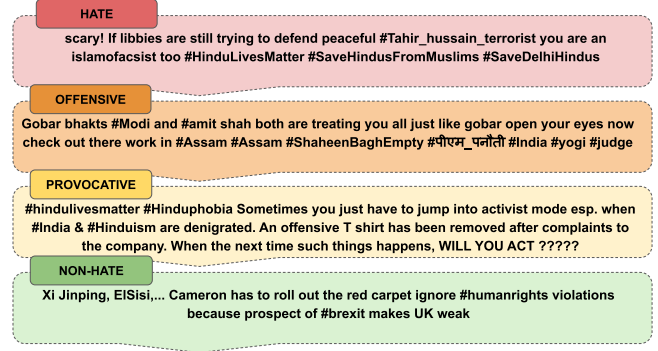 HATE
scary! If libbies are still trying to defend peaceful #Tahir_hussain_terrorist you are an
islamofacsist too #HinduLivesMatter #SaveHindusFromMuslims #SaveDelhiHindus
OFFENSIVE
Gobar bhakts #Modi and #amit shah both are treating you all just like gobar open your eyes now
check out there work in #Assam #Assam #ShaheenBaghEmpty #पीएम_पनौती #India #yogi #judge
PROVOCATIVE
#hindulivesmatter #Hinduphobia Sometimes you just have to jump into activist mode esp. when
#India & #Hinduism are denigrated. An offensive T shirt has been removed after complaints to
the company. When the next time such things happens, WILL YOU ACT ?????
NON-HATE
Xi Jinping, ElSisi,... Cameron has to roll out the red carpet ignore #humanrights violations
because prospect of #brexit makes UK weak